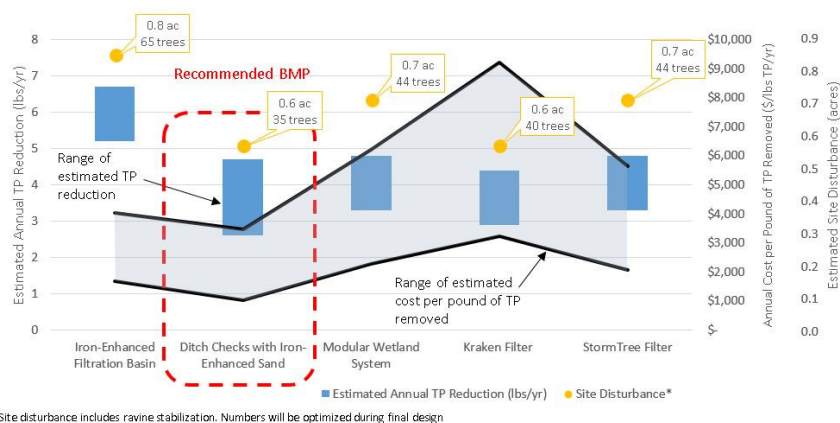 0.8 ac
65 trees
0.7 ac
44 trees
0.7 ac
44 trees
Recommended BMP
0.6 ac
35 trees
0.6 ac
40 trees
Estimated Annual TP Reduction (lbs/yr)
8
7
6
5
4
3
2
1
0
Range of
estimated TP
reduction
Range of estimated
cost per pound of TP
removed
$10,000
$9,000
$8,000
$7,000
$6,000
$5,000
$4,000
$3,000
$2,000
$1,000
$-
Annual Cost per Pound of TP Removed ($/lbs TP/yr)
0.9
0.8
0.7
0.6
0.5
0.4
0.3
0.2
0.1
0.0
Estimated Site Disturbance (acres)
Iron-Enhanced
Filtration Basin
Ditch Checks with Iron-
Enhanced Sand
Modular Wetland
System
Kraken Filter
StormTree Filter
Estimated Annual TP Reduction (lbs/yr)
Site Disturbance*
Site disturbance includes ravine stabilization. Numbers will be optimized during final design